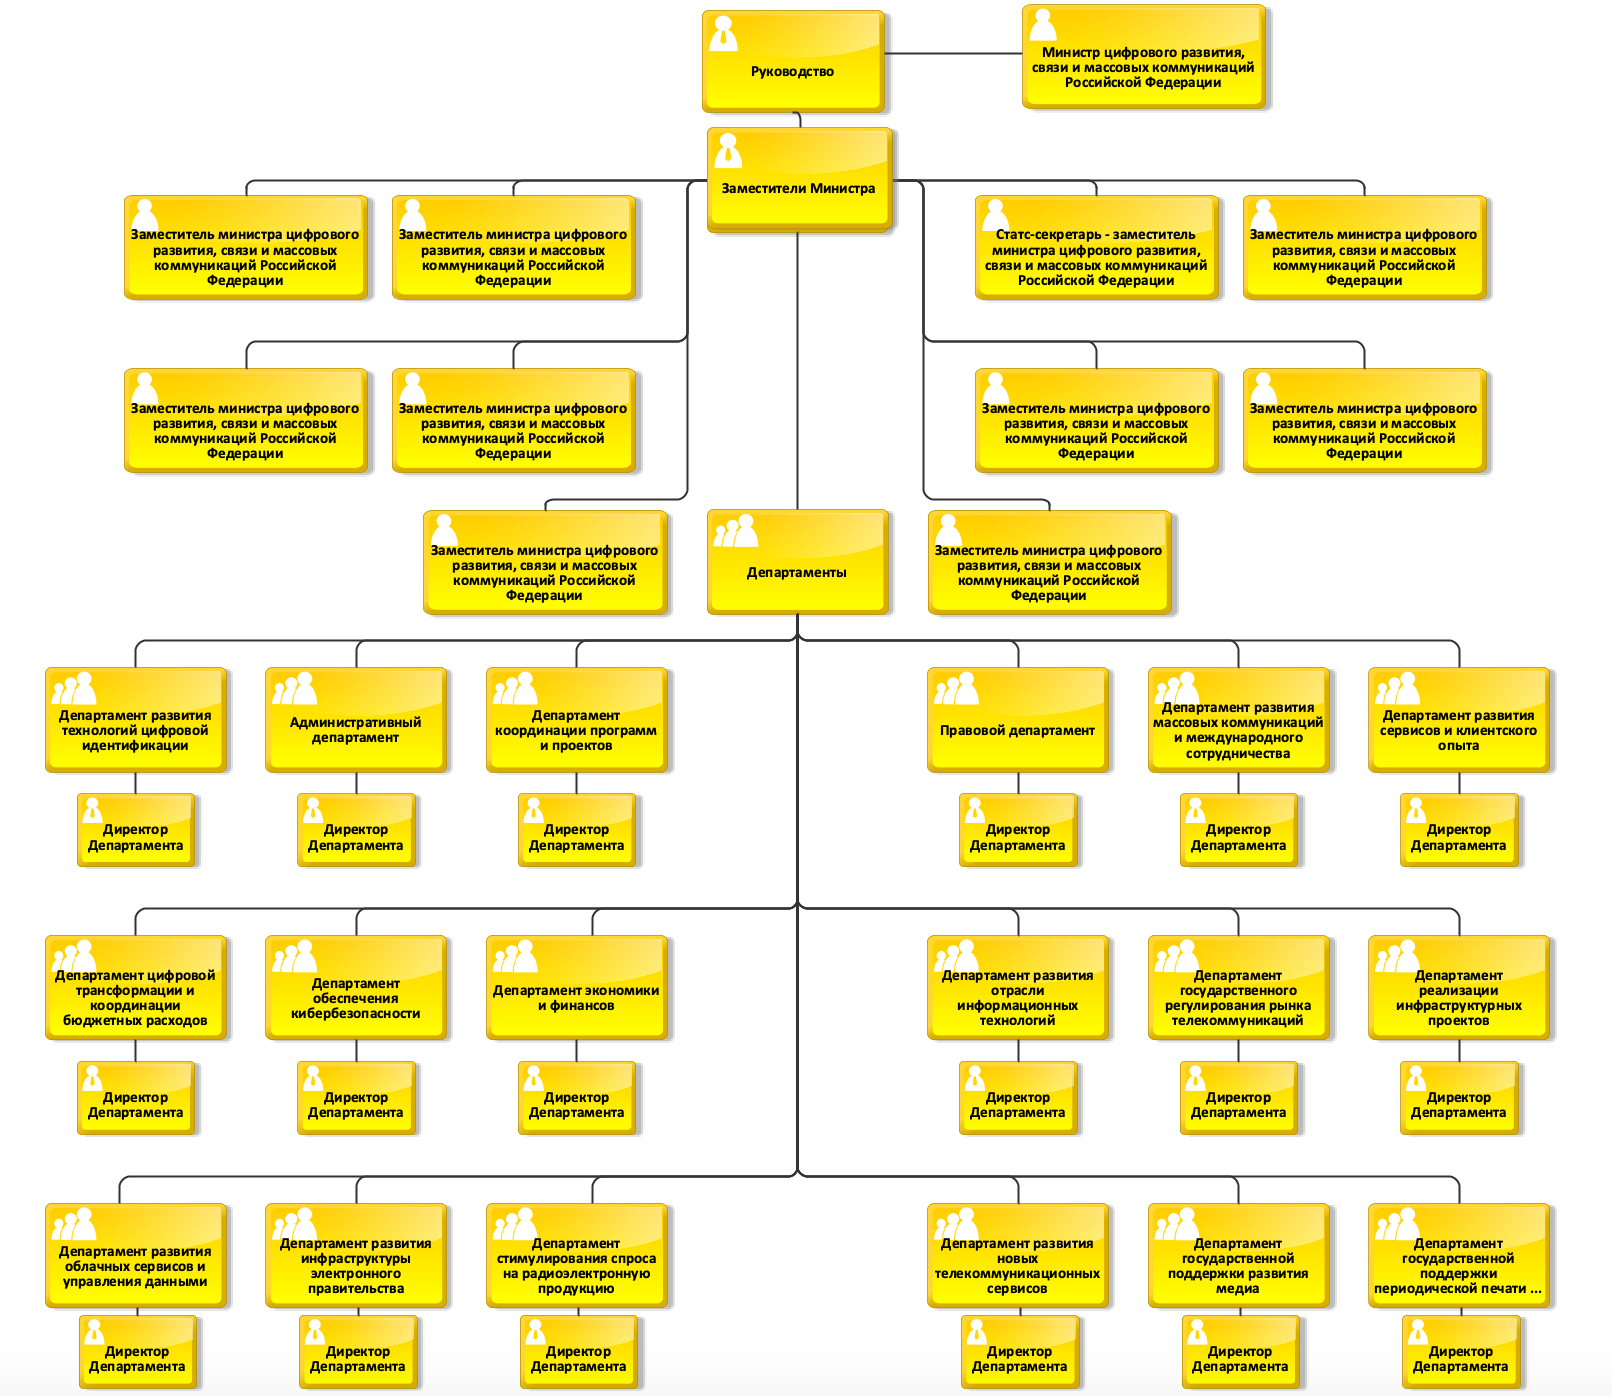 Руководство
Министр цифрового развития,
связи и массовых коммуникаций
Российской Федерации
Заместители Министра
Заместитель министра цифрового
развития, связи и массовых
коммуникаций Российской
Федерации
Заместитель министра цифрового
развития, связи и массовых
коммуникаций Российской
Федерации
Статс-секретарь - заместитель
министра цифрового развития,
связи и массовых коммуникаций
Российской Федерации
Заместитель министра цифрового
развития, связи и массовых
коммуникаций Российской
Федерации
Заместитель министра цифрового
развития, связи и массовых
коммуникаций Российской
Федерации
Заместитель министра цифрового
развития, связи и массовых
коммуникаций Российской
Федерации
Заместитель министра цифрового
развития, связи и массовых
коммуникаций Российской
Федерации
Заместитель министра цифрового
развития, связи и массовых
коммуникаций Российской
Федерации
Заместитель министра цифрового
развития, связи и массовых
коммуникаций Российской
Федерации
Департаменты
Заместитель министра цифрового
развития, связи и массовых
коммуникаций Российской
Федерации
Департамент развития
технологий цифровой
идентификации
Административный
департамент
Департамент
координации программ
и проектов
Правовой департамент
Департамент развития
массовых коммуникаций
и международного
сотрудничества
Департамент развития
сервисов и клиентского
опыта
Директор
Департамента
Директор
Департамента
Директор
Департамента
Директор
Департамента
Директор
Департамента
Директор
Департамента
Департамент цифровой
трансформации и
координации
бюджетных расходов
Департамент
обеспечения
кибербезопасности
Департамент экономики
и финансов
Департамент развития
отрасли
информационных
технологий
Департамент
государственного
регулирования рынка
телекоммуникаций
Департамент
реализации
инфраструктурных
проектов
Директор
Департамента
Директор
Департамента
Директор
Департамента
Директор
Департамента
Директор
Департамента
Директор
Департамента
Департамент развития
облачных сервисов и
управления данными
Департамент развития
инфраструктуры
электронного
правительства
Департамент
стимулирования спроса
на радиоэлектронную
продукцию
Департамент развития
новых
телекоммуникационных
сервисов
Департамент
государственной
поддержки развития
медиа
Департамент
государственной
поддержки
периодической печати ...
Директор
Департамента
Директор
Департамента
Директор
Департамента
Директор
Департамента
Директор
Департамента
Директор
Департамента